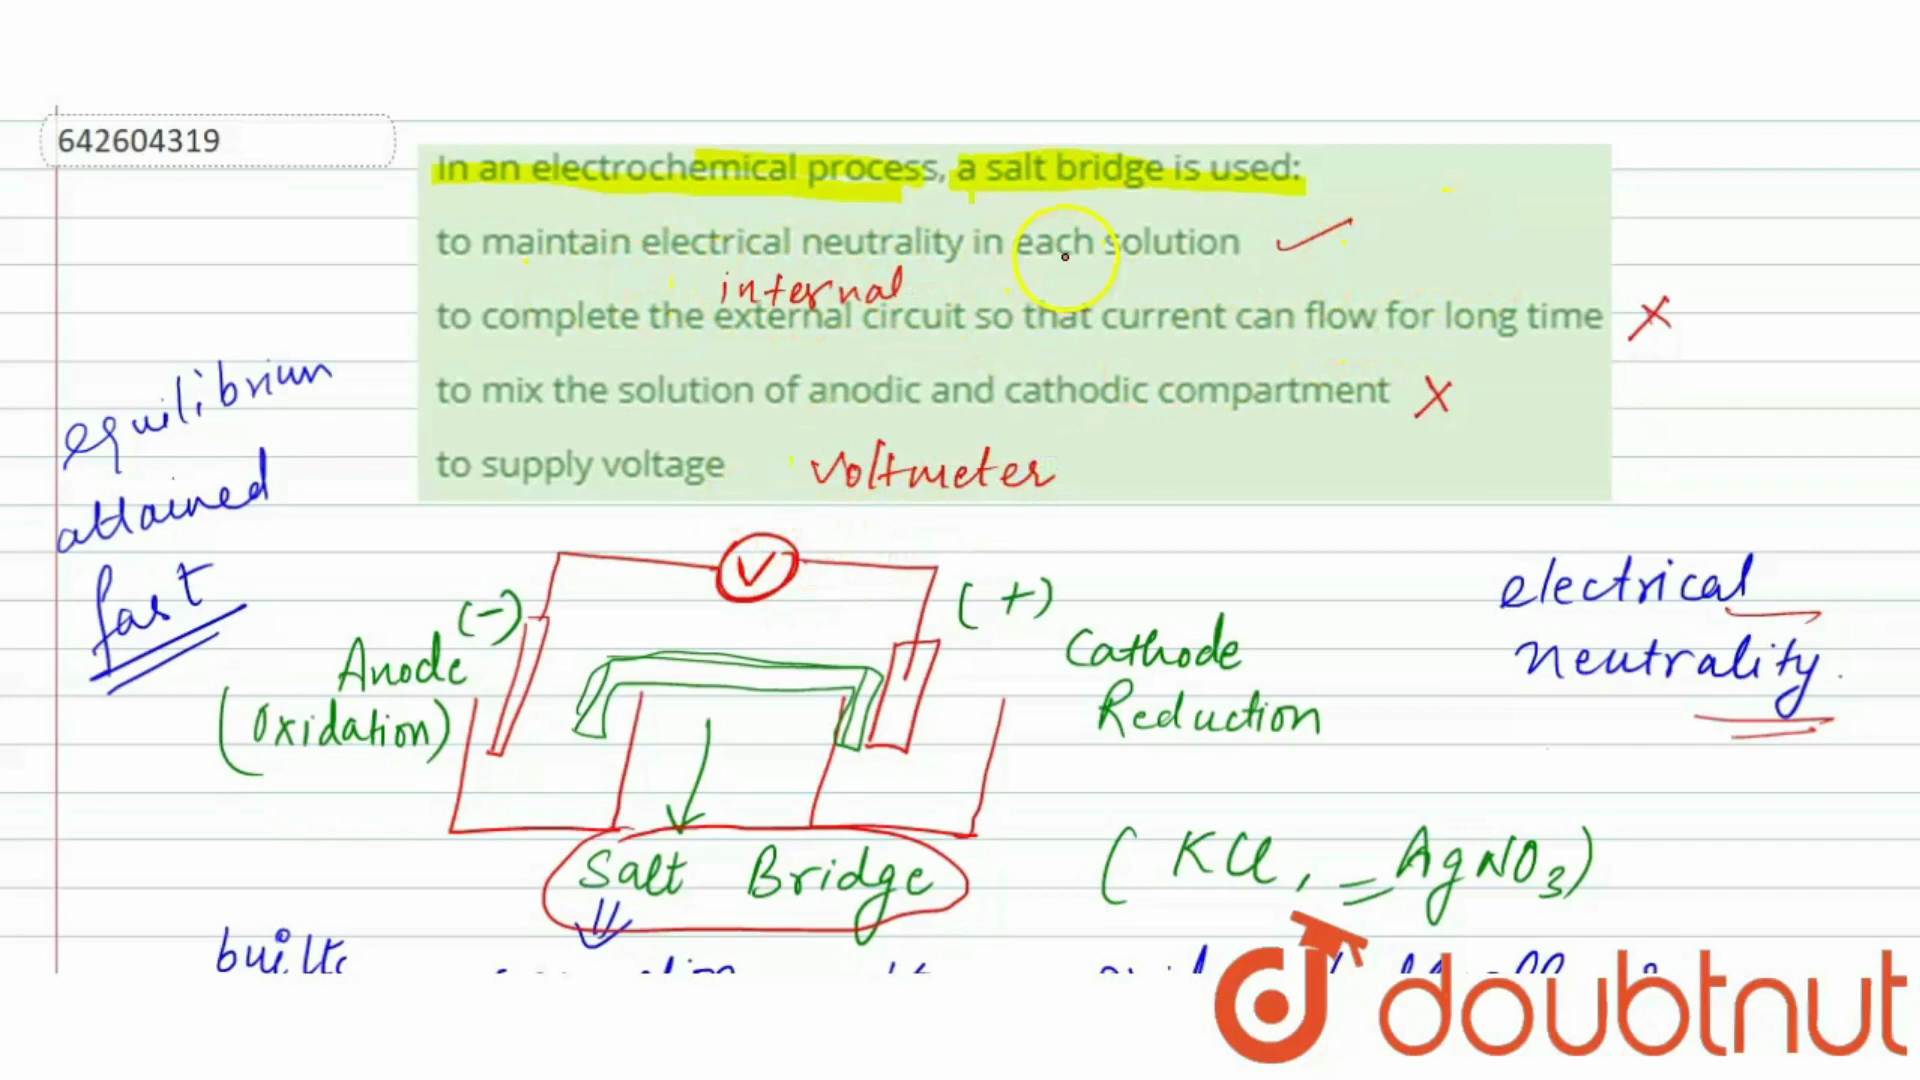 642604319
In an electrochemical process, a salt bridge is used:
to maintain electrical neutrality in each solution
internal
to complete the external circuit so that current can flow for long time
to mix the solution of anodic and cathodic compartment
to supply voltage voltmeter
equilibrium
attained
fast
V
(-)
(+)
Anode
(Oxidation)
Cathode
Reduction
electrical
Neutrality.
Salt Bridge
(KCl, = AgNO3)
built
doubtnut